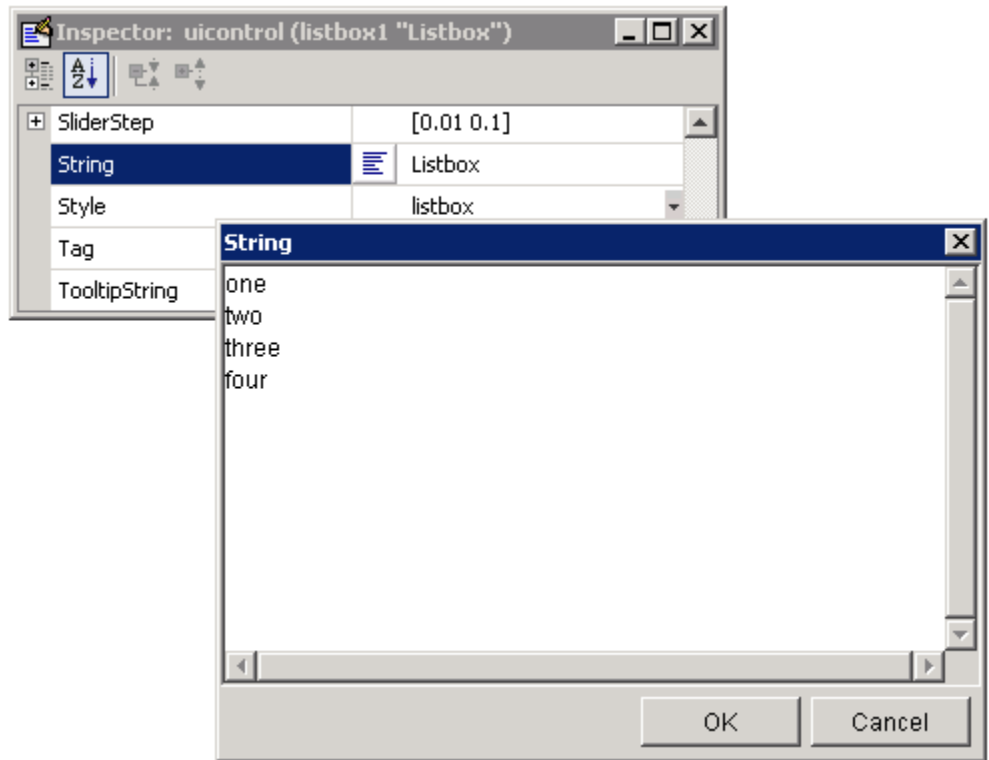 Inspector: uicontrol (listbox1 "Listbox")
SliderStep [0.01 0.1]
String Listbox
Style listbox
Tag
TooltipString
String
one
two
three
four
OK Cancel